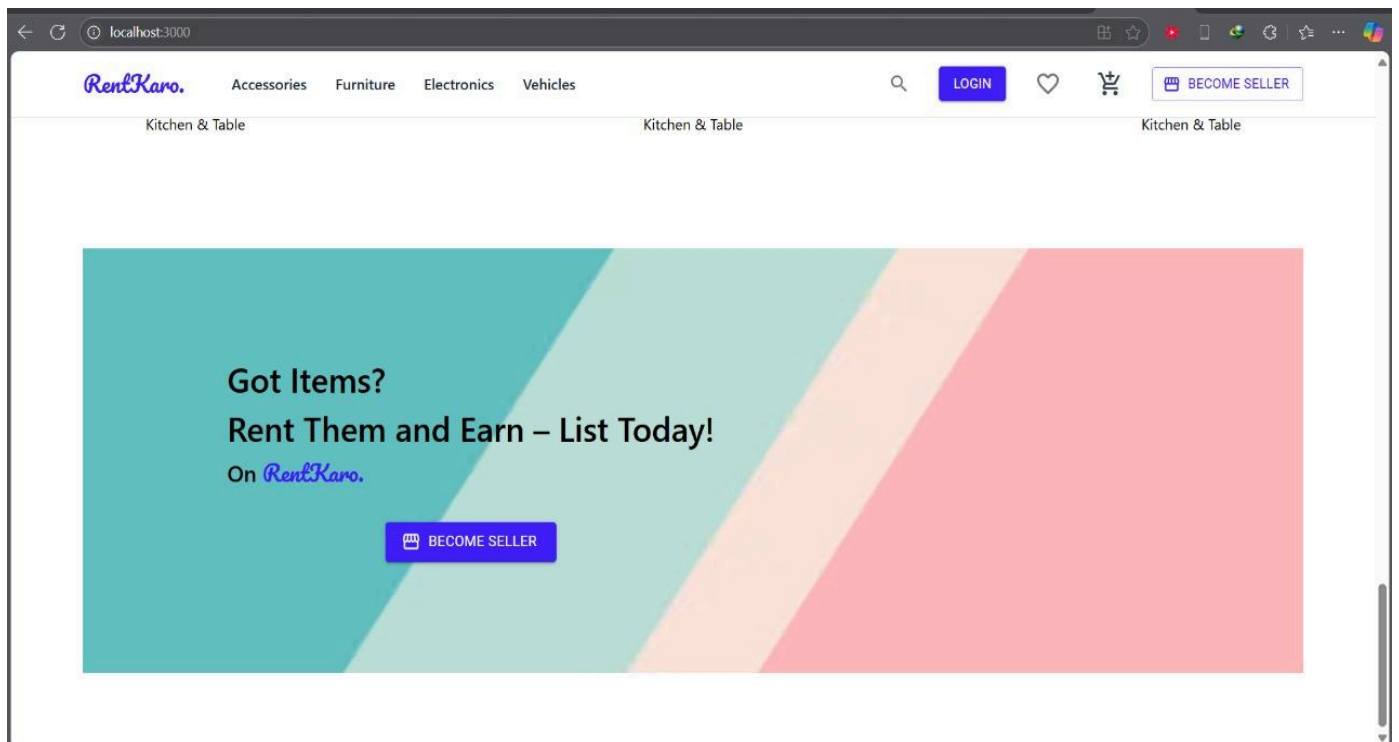 localhost:3000
RentKaro. Accessories Furniture Electronics Vehicles LOGIN BECOME SELLER
Kitchen & Table Kitchen & Table Kitchen & Table
Got Items?
Rent Them and Earn – List Today!
On RentKaro.
BECOME SELLER